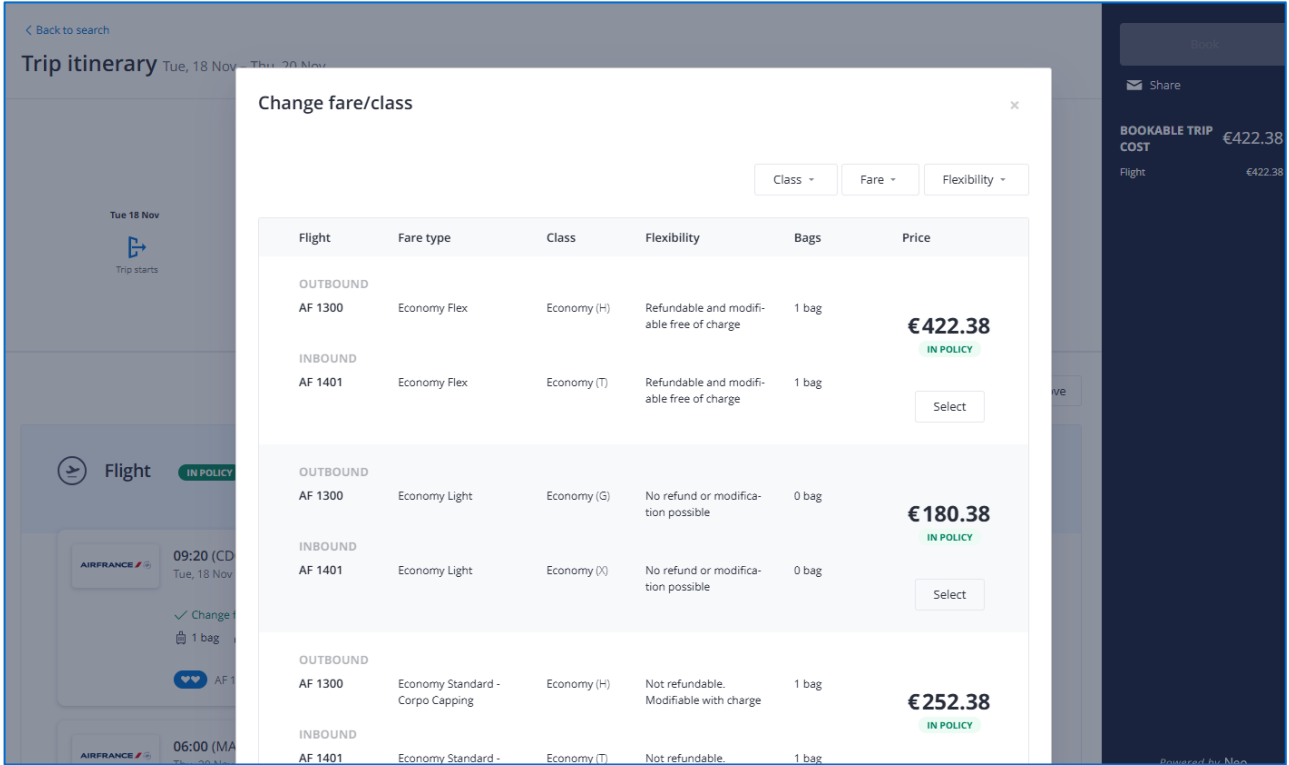 Back to search
Trip itinerary Tue, 18 Nov – Thu, 20 Nov
Book
Share
BOOKABLE TRIP COST €422.38
Flight €422.38
Tue 18 Nov
Trip starts
Change fare/class
×
Class Fare Flexibility
Flight Fare type Class Flexibility Bags Price
OUTBOUND
AF 1300 Economy Flex Economy (H) Refundable and modifi-
able free of charge 1 bag
INBOUND
AF 1401 Economy Flex Economy (T) Refundable and modifi-
able free of charge 1 bag
€422.38
IN POLICY
Select
OUTBOUND
AF 1300 Economy Light Economy (G) No refund or modifica-
tion possible 0 bag
INBOUND
AF 1401 Economy Light Economy (X) No refund or modifica-
tion possible 0 bag
€180.38
IN POLICY
Select
OUTBOUND
AF 1300 Economy Standard -
Corpo Capping Economy (H) Not refundable.
Modifiable with charge 1 bag
INBOUND
AF 1401 Economy Standard - Economy (T) Not refundable. 1 bag
€252.38
IN POLICY
Flight IN POLICY
AIRFRANCE
09:20
Tue, 18 Nov
Change
1 bag
AF
AIRFRANCE
06:00
Powered by Neo